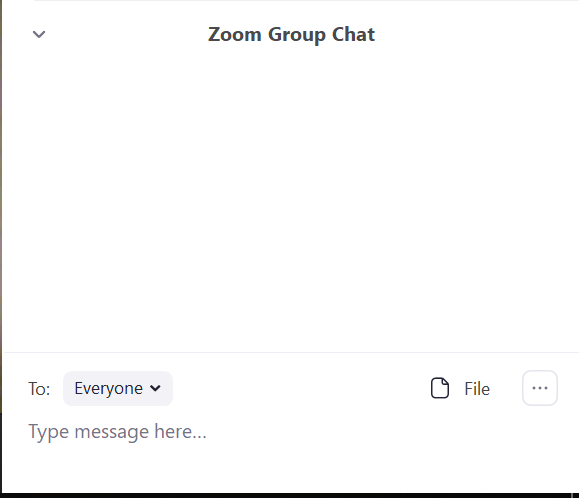 Zoom Group Chat
To: Everyone File
Type message here...